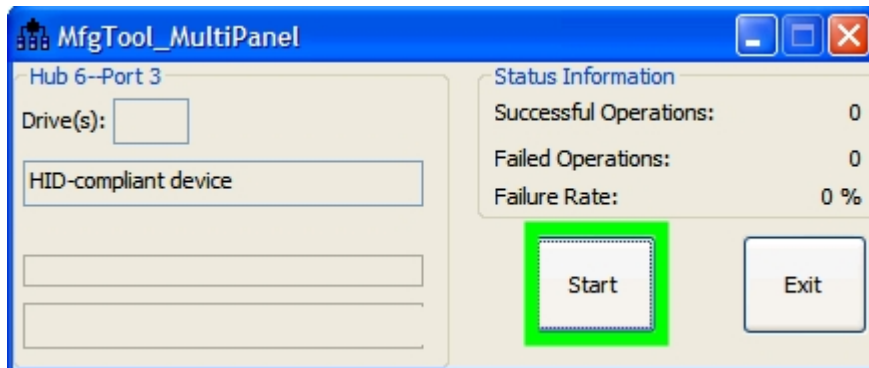 MfgTool_MultiPanel
Hub 6--Port 3
Drive(s):
HID-compliant device
Status Information
Successful Operations: 0
Failed Operations: 0
Failure Rate: 0 %
Start
Exit